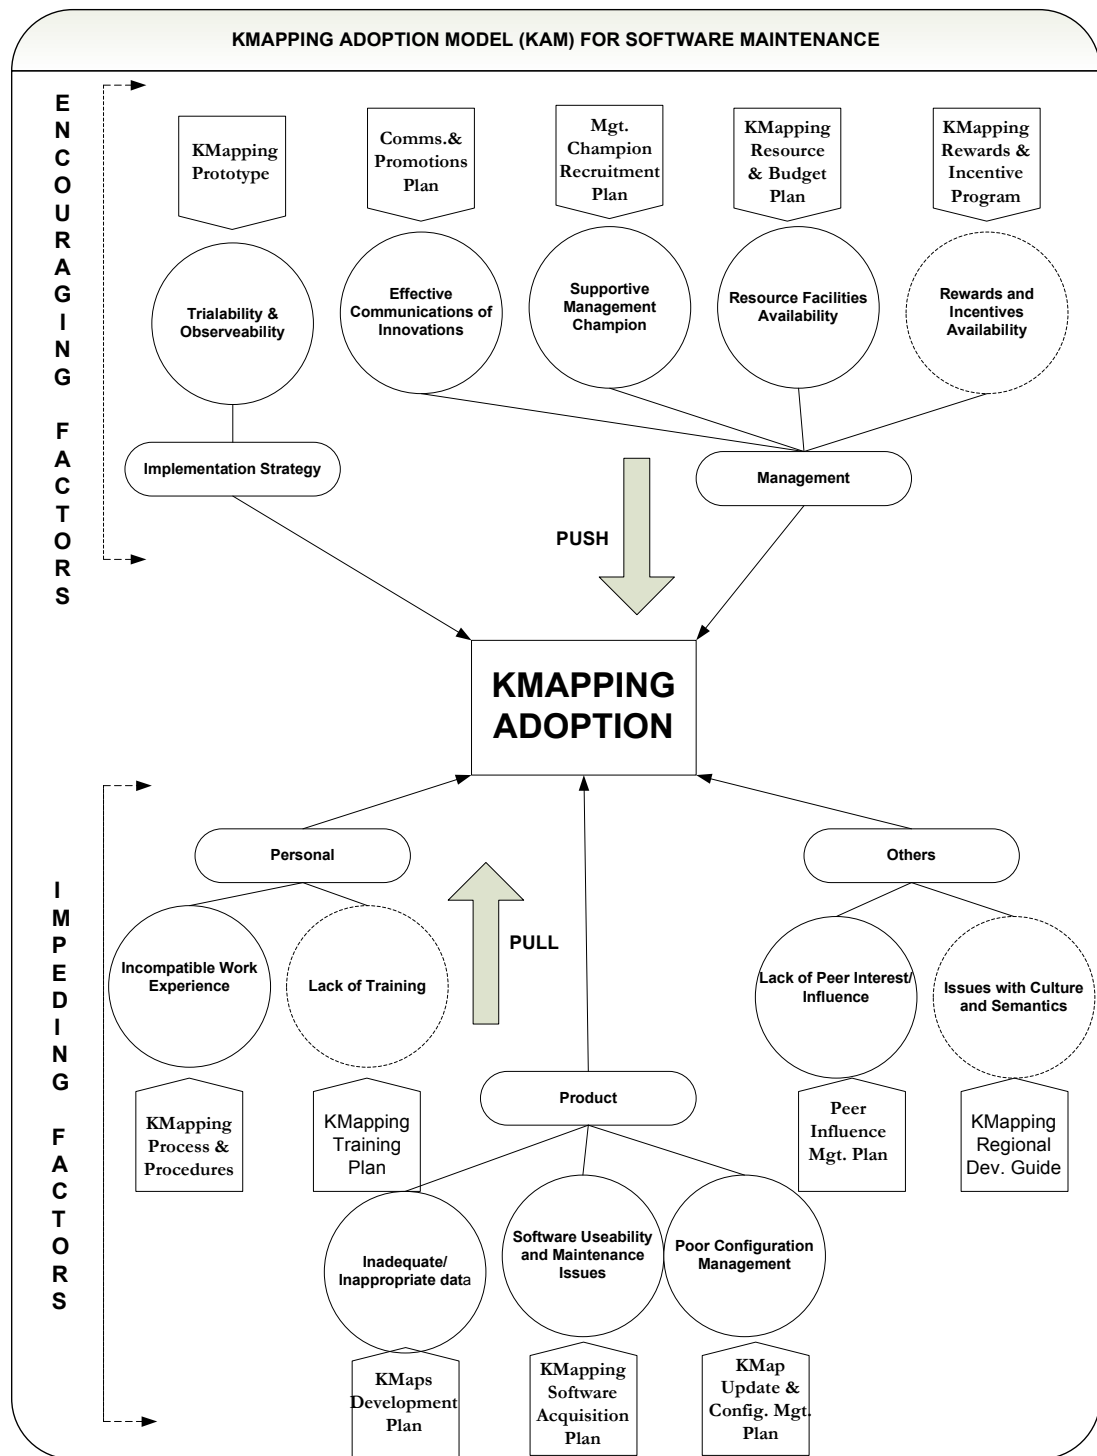 KMAPPING ADOPTION MODEL (KAM) FOR SOFTWARE MAINTENANCE
ENCOURAGING FACTORS
KMapping
Prototype
Comms.&
Promotions
Plan
Mgt.
Champion
Recruitment
Plan
KMapping
Resource
& Budget
Plan
KMapping
Rewards &
Incentive
Program
Trialability &
Observeability
Effective
Communications of
Innovations
Supportive
Management
Champion
Resource Facilities
Availability
Rewards and
Incentives
Availability
Implementation Strategy
Management
PUSH
KMAPPING
ADOPTION
IMPEDING FACTORS
Personal
Others
PULL
Incompatible Work
Experience
Lack of Training
Lack of Peer Interest/
Influence
Issues with Culture
and Semantics
KMapping
Process &
Procedures
KMapping
Training
Plan
Product
Peer
Influence
Mgt. Plan
KMapping
Regional
Dev. Guide
Inadequate/
Inappropriate data
Software Useability
and Maintenance
Issues
Poor Configuration
Management
KMaps
Development
Plan
KMapping
Software
Acquisition
Plan
KMap
Update &
Config. Mgt.
Plan